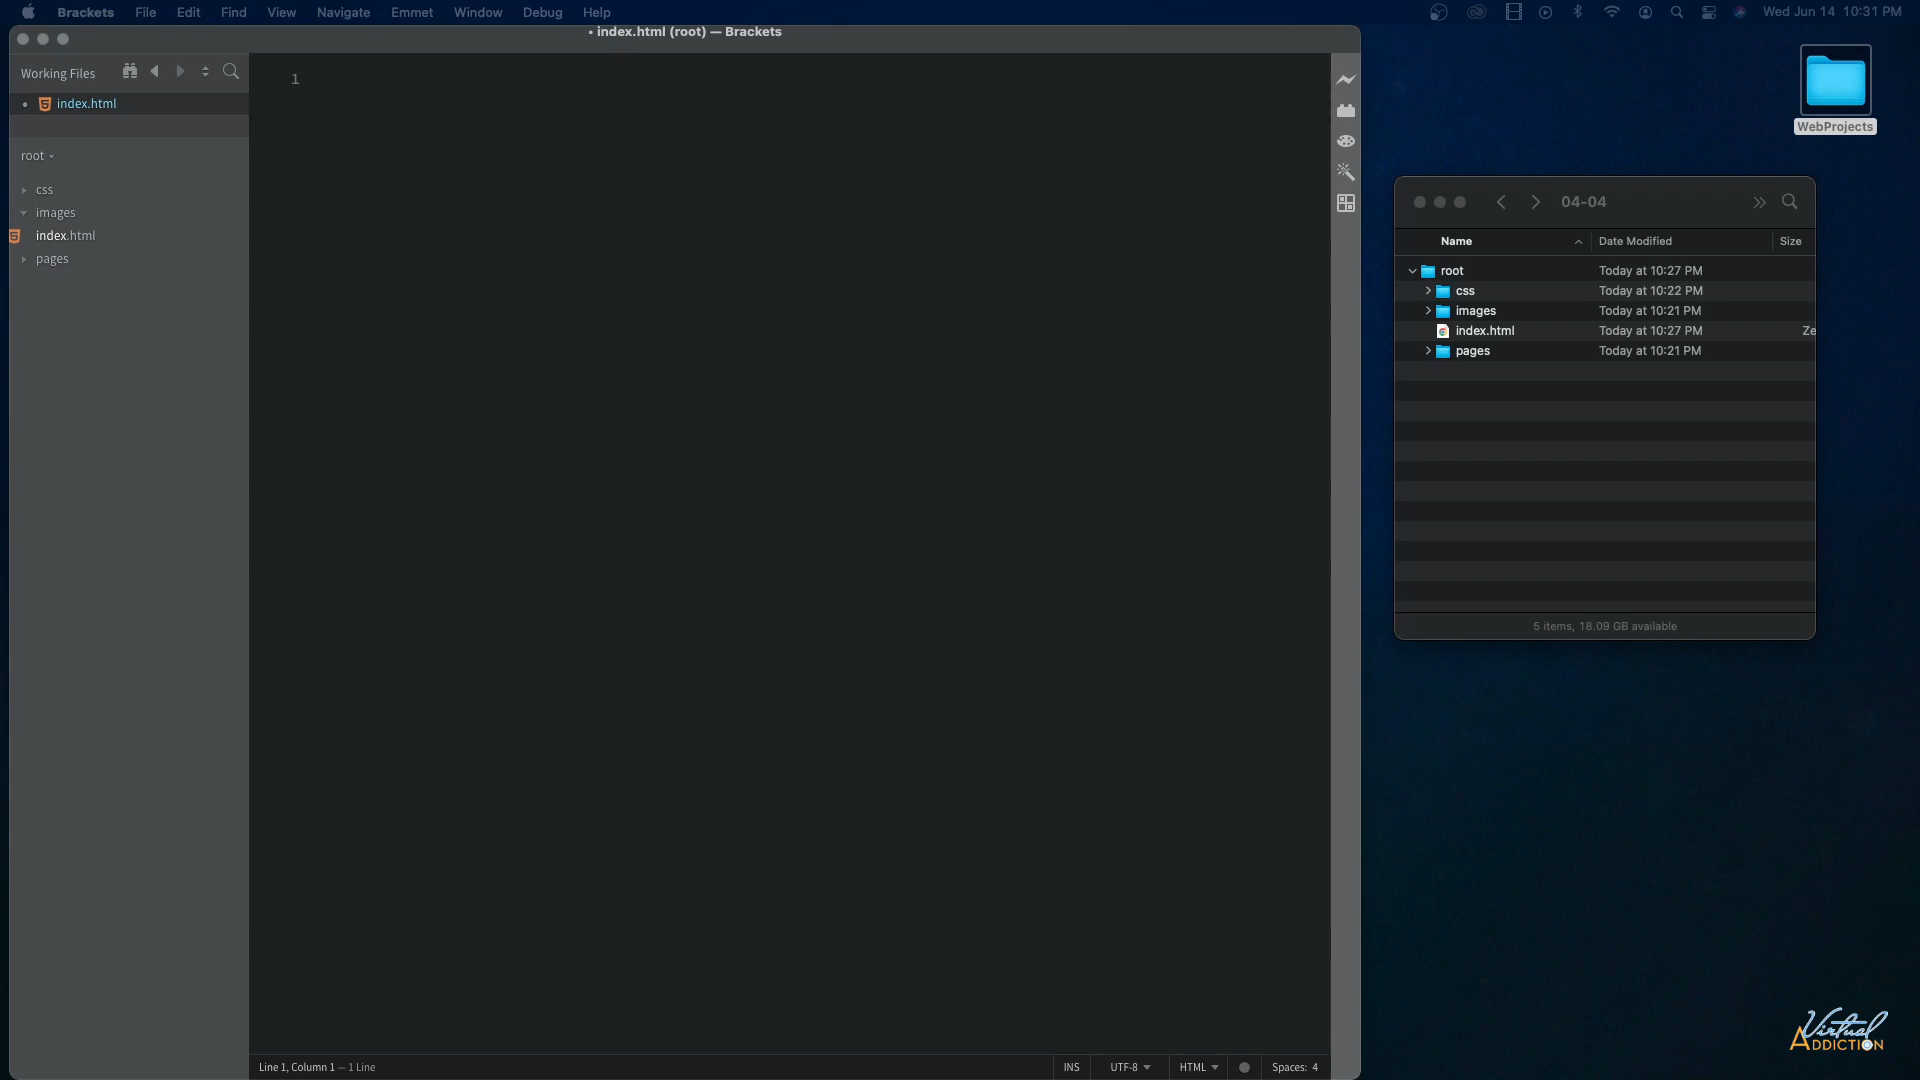 Brackets File Edit Find View Navigate Emmet Window Debug Help Wed Jun 14 10:31 PM
• index.html (root) — Brackets
Working Files
index.html
root
css
images
index.html
pages
1
WebProjects
04-04
Name Date Modified Size
root Today at 10:27 PM
css Today at 10:22 PM
images Today at 10:21 PM
index.html Today at 10:27 PM Ze
pages Today at 10:21 PM
5 items, 18.09 GB available
Line 1, Column 1 — 1 Line INS UTF-8 HTML Spaces: 4
Virtual
ADDICTION